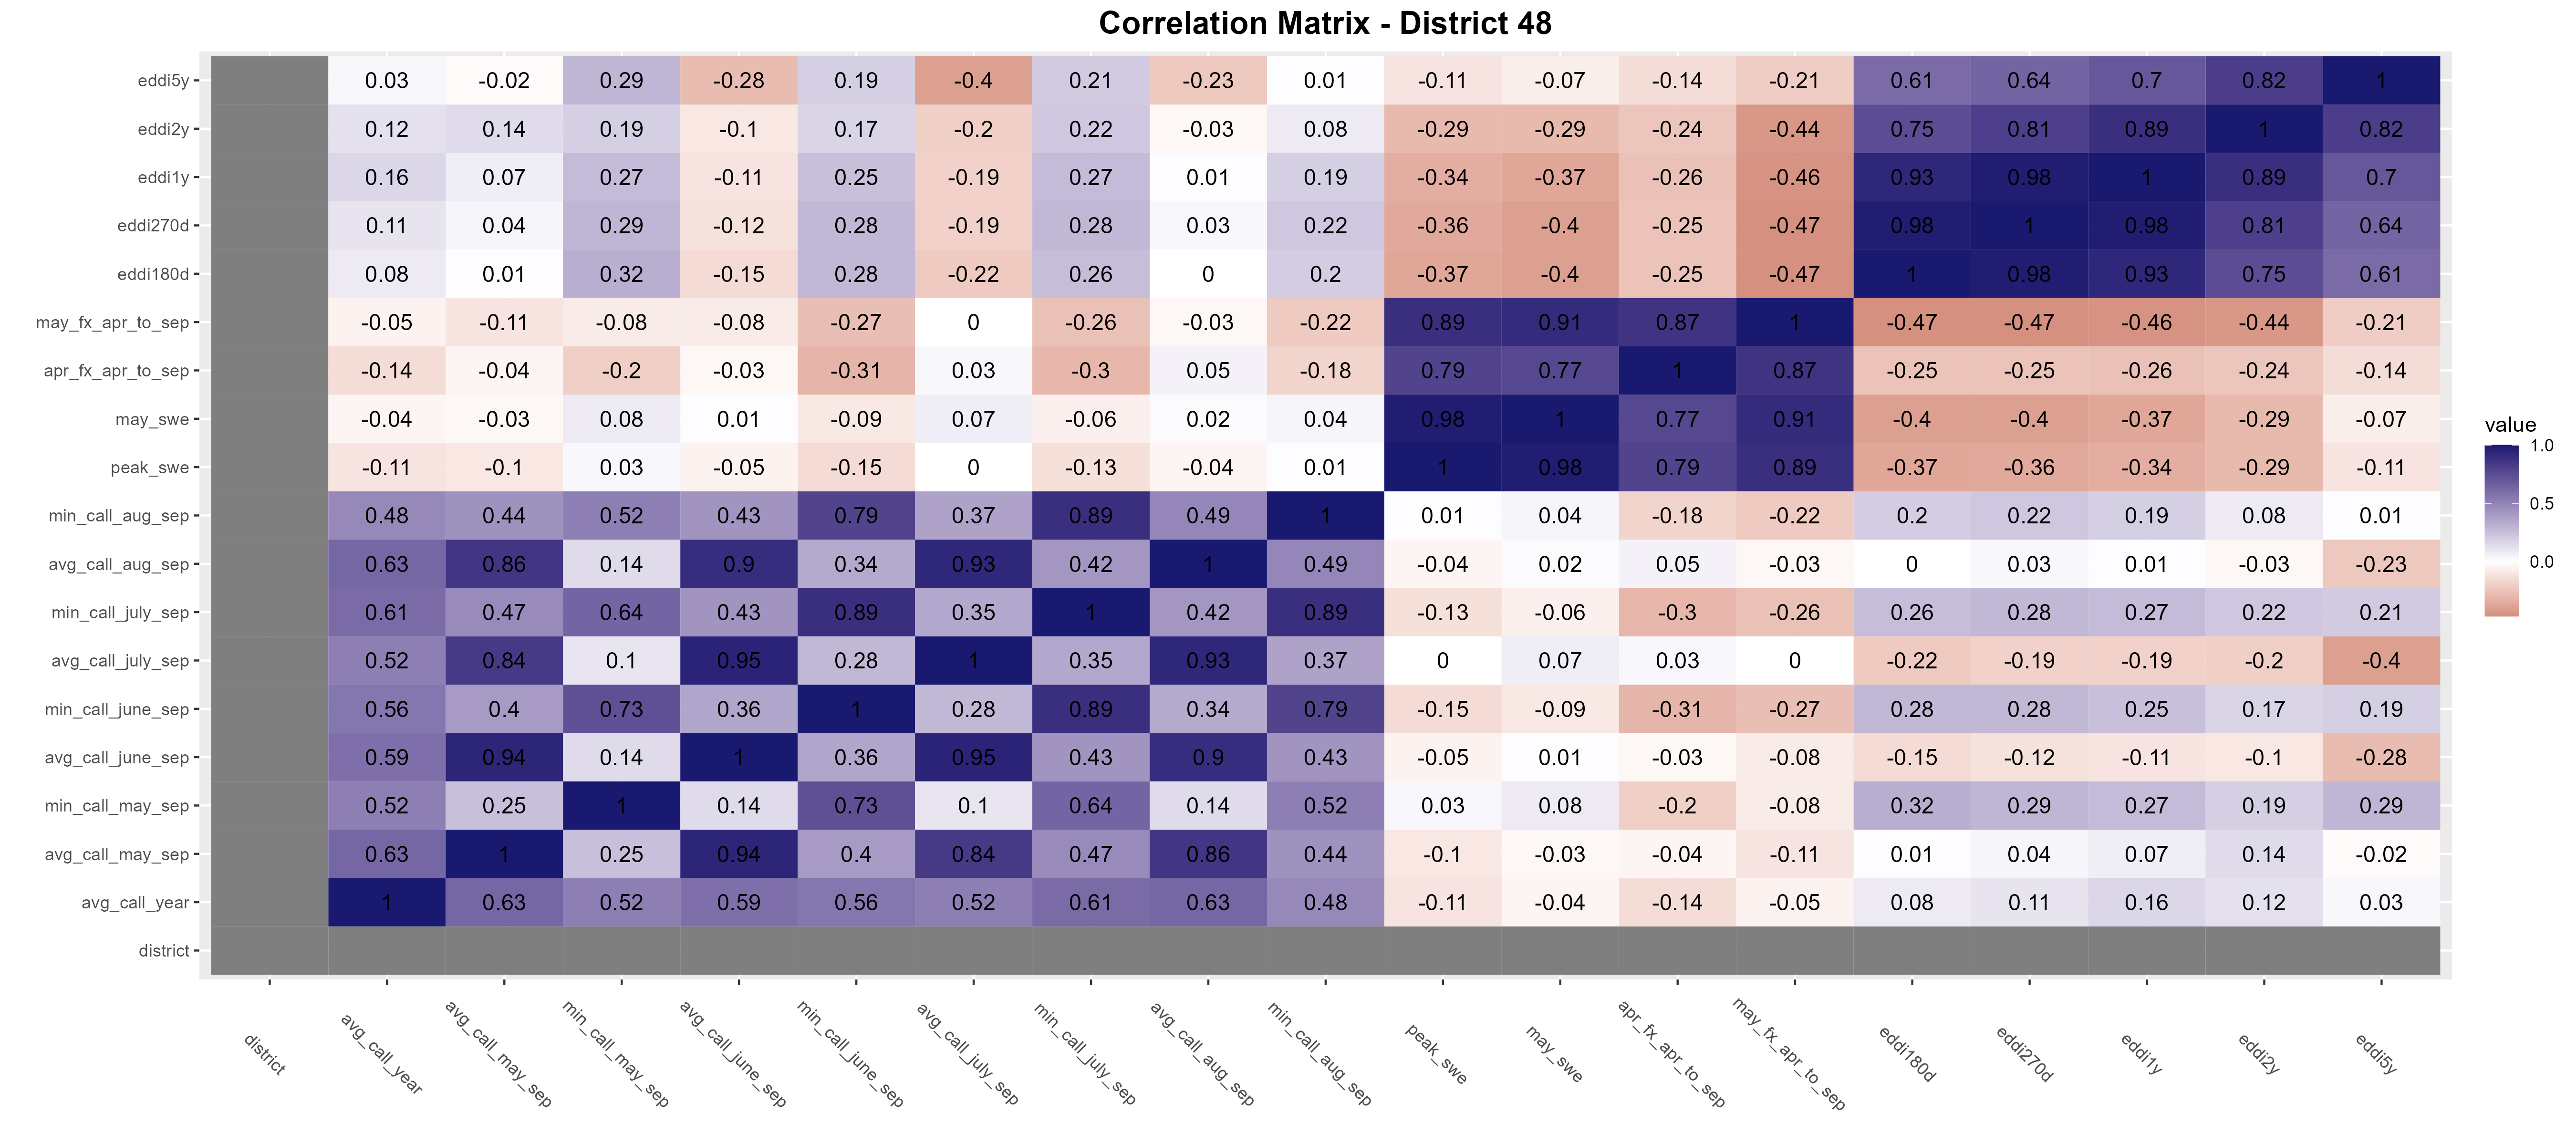 Correlation Matrix - District 48
eddi5y 0.03 -0.02 0.29 -0.28 0.19 -0.4 0.21 -0.23 0.01 -0.11 -0.07 -0.14 -0.21 0.61 0.64 0.7 0.82 1
eddi2y 0.12 0.14 0.19 -0.1 0.17 -0.2 0.22 -0.03 0.08 -0.29 -0.29 -0.24 -0.44 0.75 0.81 0.89 1 0.82
eddi1y 0.16 0.07 0.27 -0.11 0.25 -0.19 0.27 0.01 0.19 -0.34 -0.37 -0.26 -0.46 0.93 0.98 1 0.89 0.7
eddi270d 0.11 0.04 0.29 -0.12 0.28 -0.19 0.28 0.03 0.22 -0.36 -0.4 -0.25 -0.47 0.98 1 0.98 0.81 0.64
eddi180d 0.08 0.01 0.32 -0.15 0.28 -0.22 0.26 0 0.2 -0.37 -0.4 -0.25 -0.47 1 0.98 0.93 0.75 0.61
may_fx_apr_to_sep -0.05 -0.11 -0.08 -0.08 -0.27 0 -0.26 -0.03 -0.22 0.89 0.91 0.87 1 -0.47 -0.47 -0.46 -0.44 -0.21
apr_fx_apr_to_sep -0.14 -0.04 -0.2 -0.03 -0.31 0.03 -0.3 0.05 -0.18 0.79 0.77 1 0.87 -0.25 -0.25 -0.26 -0.24 -0.14
may_swe -0.04 -0.03 0.08 0.01 -0.09 0.07 -0.06 0.02 0.04 0.98 1 0.77 0.91 -0.4 -0.4 -0.37 -0.29 -0.07
peak_swe -0.11 -0.1 0.03 -0.05 -0.15 0 -0.13 -0.04 0.01 1 0.98 0.79 0.89 -0.37 -0.36 -0.34 -0.29 -0.11
min_call_aug_sep 0.48 0.44 0.52 0.43 0.79 0.37 0.89 0.49 1 0.01 0.04 -0.18 -0.22 0.2 0.22 0.19 0.08 0.01
avg_call_aug_sep 0.63 0.86 0.14 0.9 0.34 0.93 0.42 1 0.49 -0.04 0.02 0.05 -0.03 0 0.03 0.01 -0.03 -0.23
min_call_july_sep 0.61 0.47 0.64 0.43 0.89 0.35 1 0.42 0.89 -0.13 -0.06 -0.3 -0.26 0.26 0.28 0.27 0.22 0.21
avg_call_july_sep 0.52 0.84 0.1 0.95 0.28 1 0.35 0.93 0.37 0 0.07 0.03 0 -0.22 -0.19 -0.19 -0.2 -0.4
min_call_june_sep 0.56 0.4 0.73 0.36 1 0.28 0.89 0.34 0.79 -0.15 -0.09 -0.31 -0.27 0.28 0.28 0.25 0.17 0.19
avg_call_june_sep 0.59 0.94 0.14 1 0.36 0.95 0.43 0.9 0.43 -0.05 0.01 -0.03 -0.08 -0.15 -0.12 -0.11 -0.1 -0.28
min_call_may_sep 0.52 0.25 1 0.14 0.73 0.1 0.64 0.14 0.52 0.03 0.08 -0.2 -0.08 0.32 0.29 0.27 0.19 0.29
avg_call_may_sep 0.63 1 0.25 0.94 0.4 0.84 0.47 0.86 0.44 -0.1 -0.03 -0.04 -0.11 0.01 0.04 0.07 0.14 -0.02
avg_call_year 1 0.63 0.52 0.59 0.56 0.52 0.61 0.63 0.48 -0.11 -0.04 -0.14 -0.05 0.08 0.11 0.16 0.12 0.03
district
district avg_call_year avg_call_may_sep min_call_may_sep avg_call_june_sep min_call_june_sep avg_call_july_sep min_call_july_sep avg_call_aug_sep min_call_aug_sep peak_swe may_swe apr_fx_apr_to_sep may_fx_apr_to_sep eddi180d eddi270d eddi1y eddi2y eddi5y
value
1.0
0.5
0.0